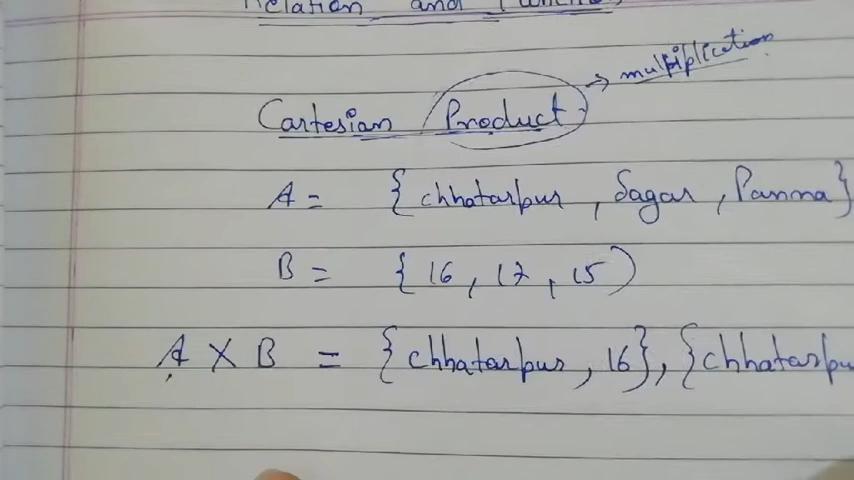 Relation and
→ multiplication
Cartesian Product
A = {chhatarpur, Sagar, Panna}
B = {16, 17, 15)
A X B = {chhatarpur, 16}, {chhatarpu